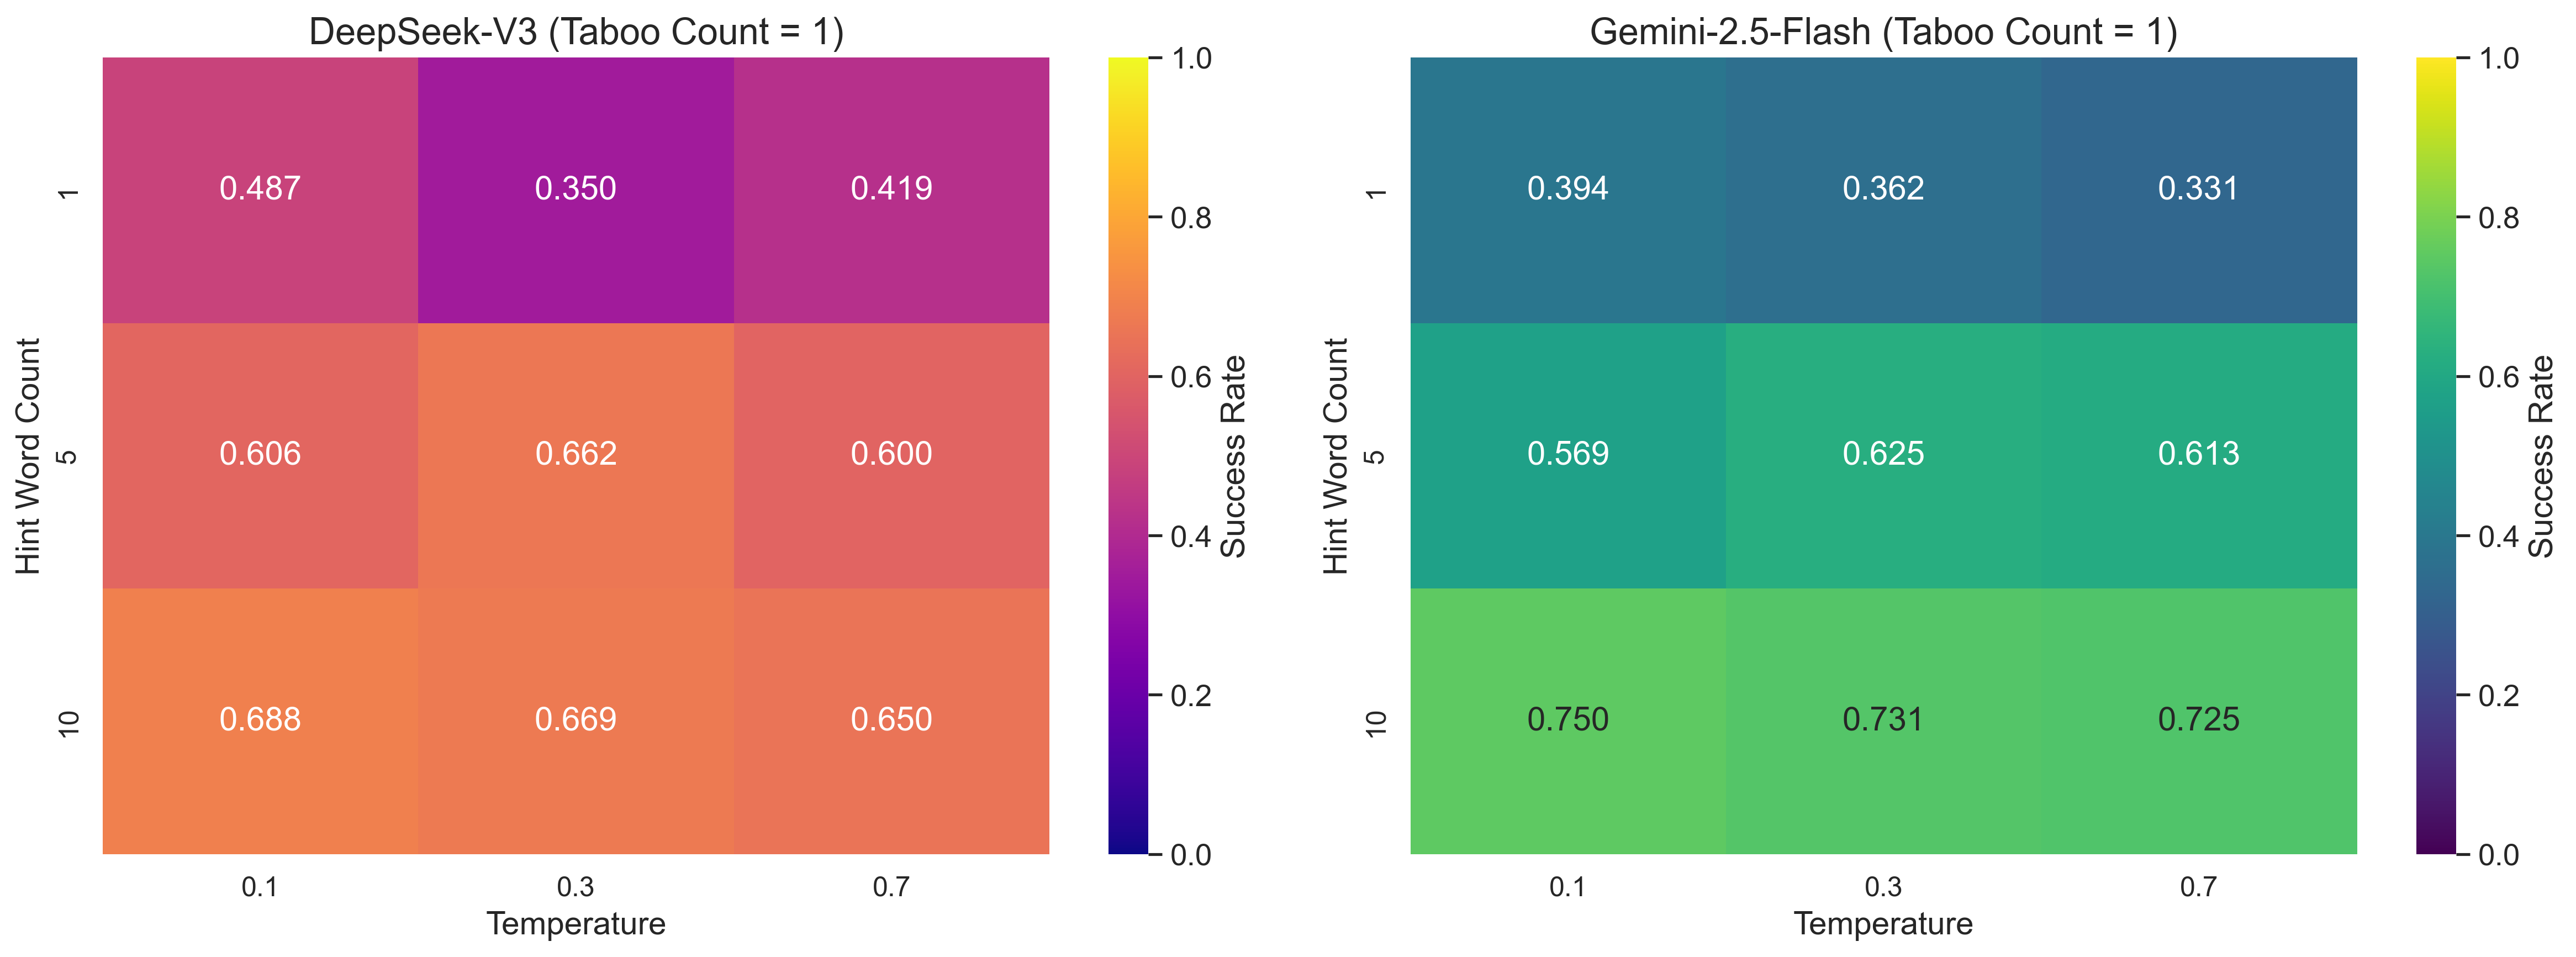 DeepSeek-V3 (Taboo Count = 1)
Hint Word Count
1
5
10
0.487 0.350 0.419
0.606 0.662 0.600
0.688 0.669 0.650
0.1 0.3 0.7
Temperature
1.0
0.8
0.6
0.4
0.2
0.0
Success Rate
Gemini-2.5-Flash (Taboo Count = 1)
Hint Word Count
1
5
10
0.394 0.362 0.331
0.569 0.625 0.613
0.750 0.731 0.725
0.1 0.3 0.7
Temperature
1.0
0.8
0.6
0.4
0.2
0.0
Success Rate